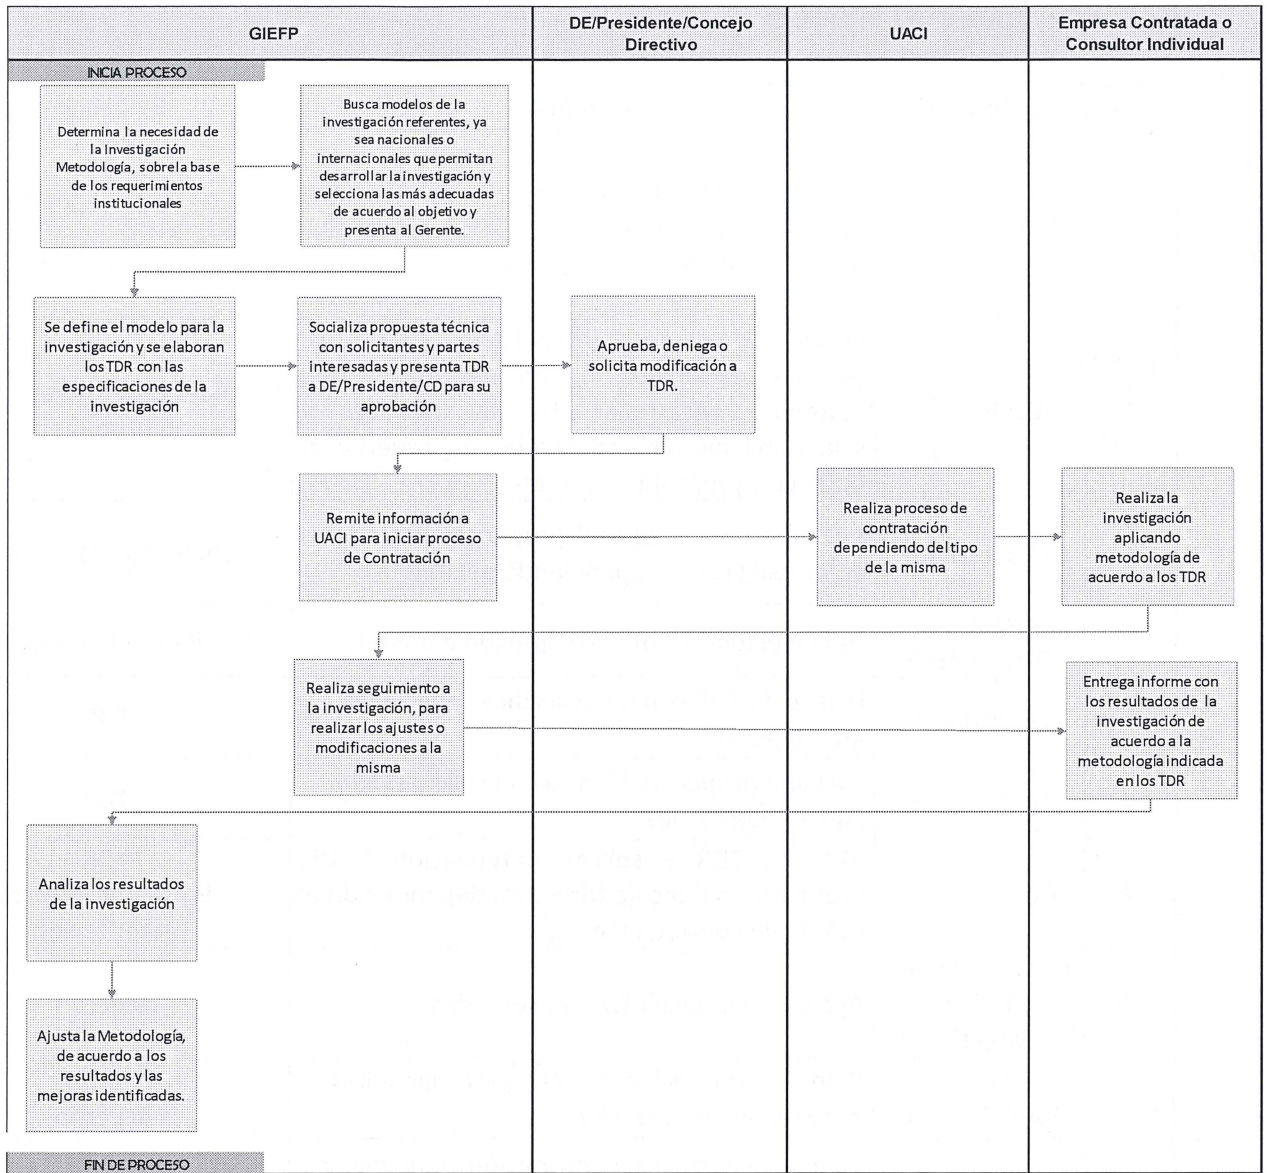 GIEFP
DE/Presidente/Concejo
Directivo
UACI
Empresa Contratada o
Consultor Individual
INICIA PROCESO
Determina la necesidad de
la Investigación
Metodología, sobre la base
de los requerimientos
institucionales
Busca modelos de la
investigación referentes, ya
sea nacionales o
internacionales que permitan
desarrollar la investigación y
selecciona las más adecuadas
de acuerdo al objetivo y
presenta al Gerente.
Se define el modelo para la
investigación y se elaboran
los TDR con las
especificaciones de la
investigación
Socializa propuesta técnica
con solicitantes y partes
interesadas y presenta TDR
a DE/Presidente/CD para su
aprobación
Aprueba, deniega o
solicita modificación a
TDR.
Remite información a
UACI para iniciar proceso
de Contratación
Realiza proceso de
contratación
dependiendo del tipo
de la misma
Realiza la
investigación
aplicando
metodología de
acuerdo a los TDR
Realiza seguimiento a
la investigación, para
realizar los ajustes o
modificaciones a la
misma
Entrega informe con
los resultados de la
investigación de
acuerdo a la
metodología indicada
en los TDR
Analiza los resultados
de la investigación
Ajusta la Metodología,
de acuerdo a los
resultados y las
mejoras identificadas.
FIN DE PROCESO